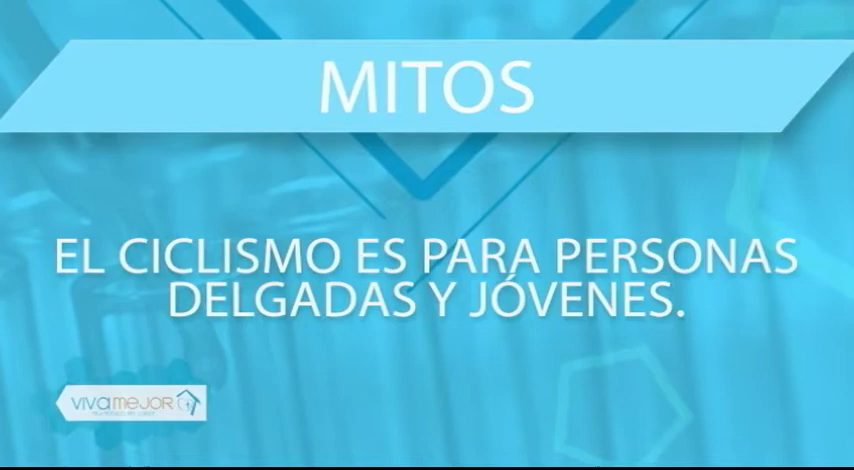 MITOS
EL CICLISMO ES PARA PERSONAS
DELGADAS Y JÓVENES.
VIVAMEJOR